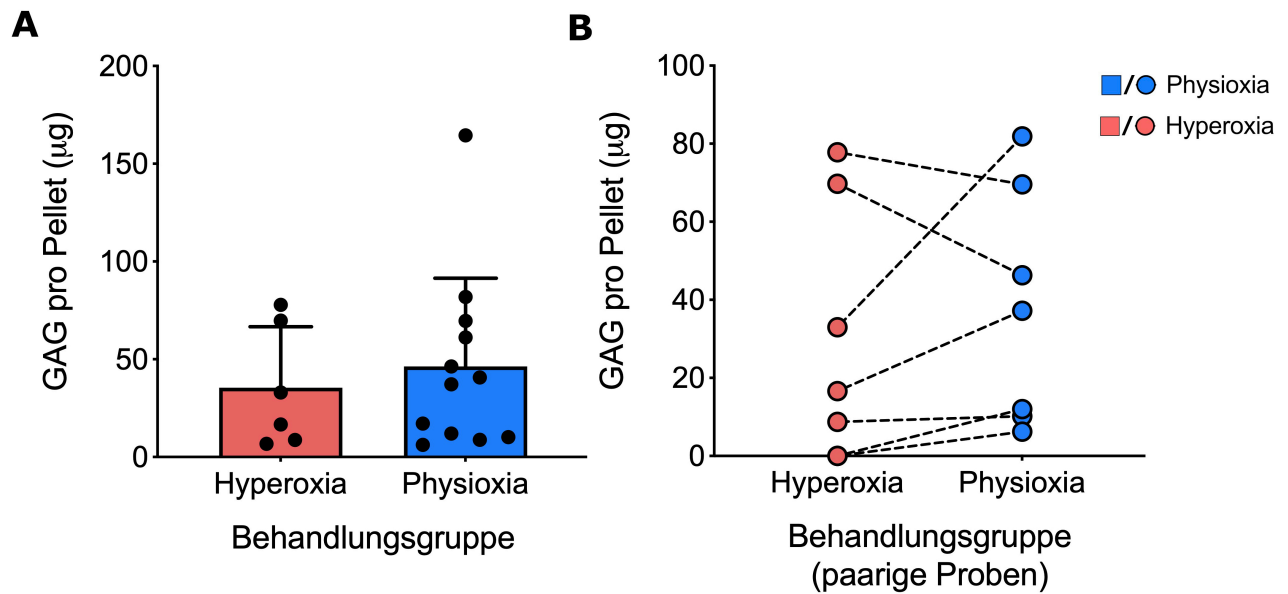 A
200
150
100
50
0
GAG pro Pellet (µg)
Hyperoxia
Physioxia
Behandlungsgruppe
B
100
80
60
40
20
0
GAG pro Pellet (µg)
Hyperoxia
Physioxia
Behandlungsgruppe
(paarige Proben)
/ Physioxia
/ Hyperoxia